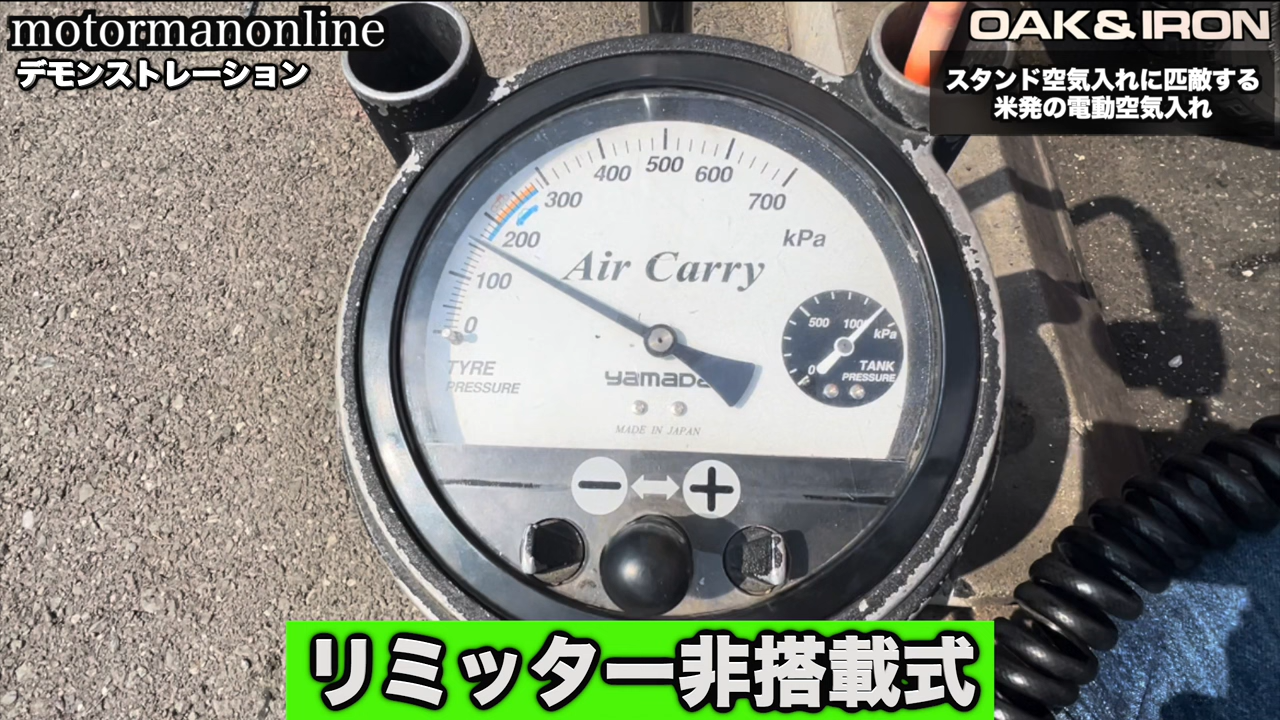 motormanonline
デモンストレーション
OAK & IRON
スタンド空気入れに匹敵する
米発の電動空気入れ
0
100
200
300
400
500
600
700
kPa
Air Carry
500
1000
kPa
0
TANK
PRESSURE
TYRE
PRESSURE
yamada
MADE IN JAPAN
リミッター非搭載式